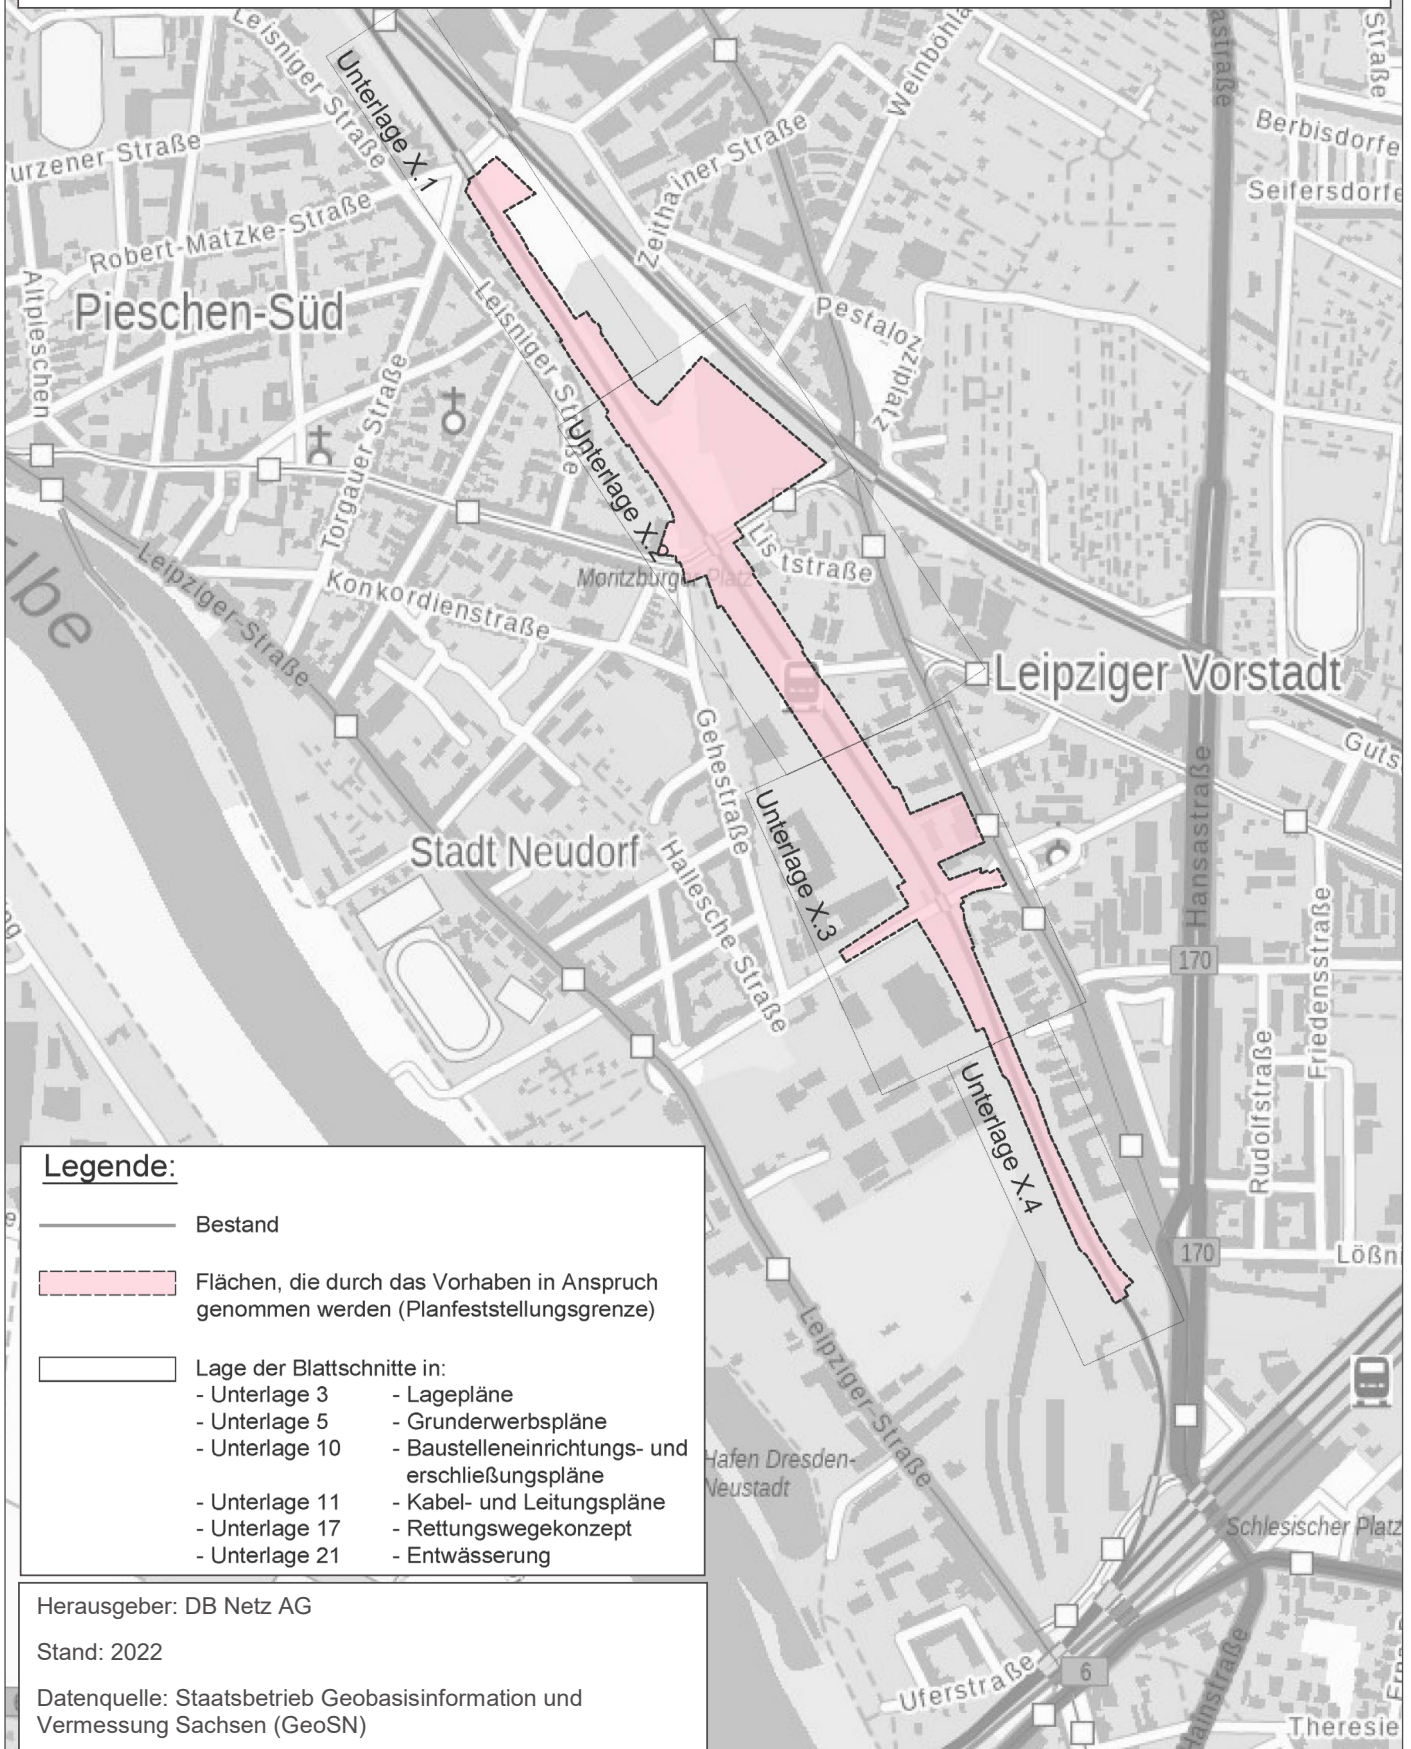 Leisniger Straße
Weinböhla
astraße
Straße
Unterlage X.1
Berbisdorfe
urzener Straße
Zeithainer Straße
Seifersdorfe
Robert-Matzke-Straße
Altpieschen
Pieschen-Süd
Leisniger Straße
Pestalozziplatz
Torgauer Straße
Unterlage X.2
Liststraße
lbe
Leipziger-Straße
Moritzburger Platz
Konkordienstraße
Leipziger Vorstadt
Gehestraße
Guts
Hansastraße
Stadt Neudorf
Unterlage X.3
Hallesche Straße
170
Friedensstraße
Rudolfstraße
Unterlage X.4
170
Lößni
Legende:
Bestand
Flächen, die durch das Vorhaben in Anspruch
genommen werden (Planfeststellungsgrenze)
Lage der Blattschnitte in:
- Unterlage 3 - Lagepläne
- Unterlage 5 - Grunderwerbspläne
- Unterlage 10 - Baustelleneinrichtungs- und
erschließungspläne
- Unterlage 11 - Kabel- und Leitungspläne
- Unterlage 17 - Rettungswegekonzept
- Unterlage 21 - Entwässerung
Leipziger-Straße
Hafen Dresden-
Neustadt
Schlesischer Platz
Herausgeber: DB Netz AG
Stand: 2022
Datenquelle: Staatsbetrieb Geobasisinformation und
Vermessung Sachsen (GeoSN)
Uferstraße
6
Hainstraße
Theresie